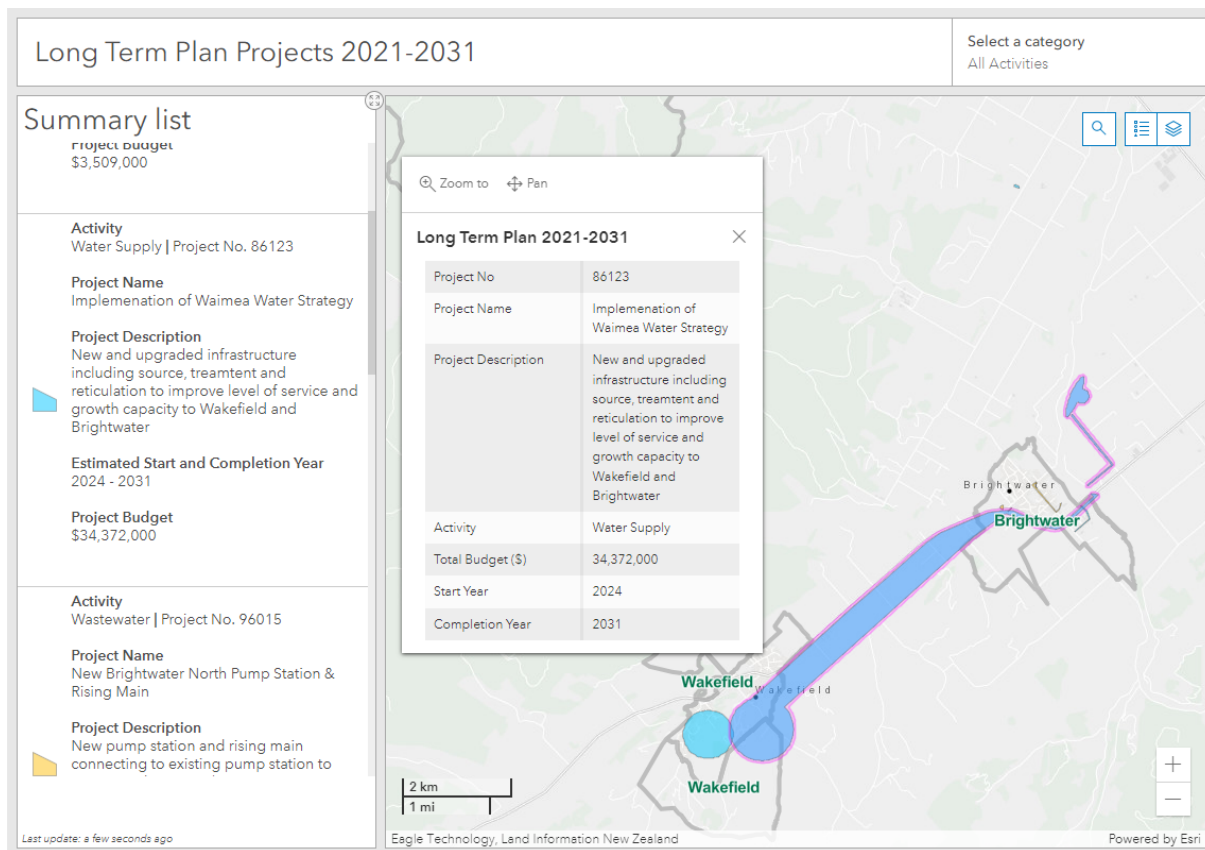 Long Term Plan Projects 2021-2031
Select a category
All Activities
Summary list
Project Budget
$3,509,000
Activity
Water Supply | Project No. 86123
Project Name
Implemenation of Waimea Water Strategy
Project Description
New and upgraded infrastructure
including source, treamtent and
reticulation to improve level of service and
growth capacity to Wakefield and
Brightwater
Estimated Start and Completion Year
2024 - 2031
Project Budget
$34,372,000
Activity
Wastewater | Project No. 96015
Project Name
New Brightwater North Pump Station &
Rising Main
Project Description
New pump station and rising main
connecting to existing pump station to
Last update: a few seconds ago
Zoom to
Pan
Long Term Plan 2021-2031
Project No 86123
Project Name Implemenation of
Waimea Water Strategy
Project Description New and upgraded
infrastructure including
source, treamtent and
reticulation to improve
level of service and
growth capacity to
Wakefield and
Brightwater
Activity Water Supply
Total Budget ($) 34,372,000
Start Year 2024
Completion Year 2031
Brightwater
Brightwater
Wakefield
Wakefield
Wakefield
2 km
1 mi
Eagle Technology, Land Information New Zealand
Powered by Esri